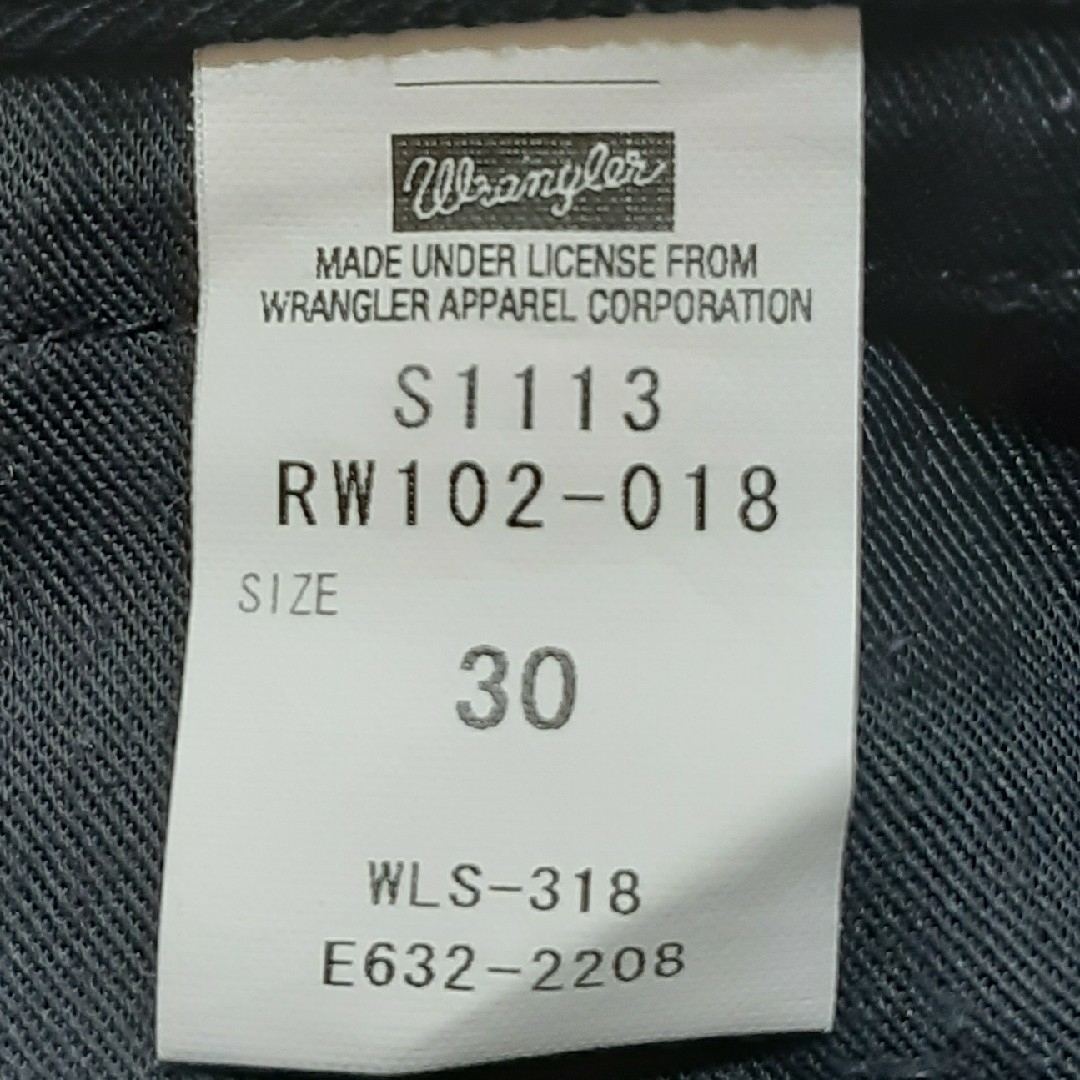 Wrangler
MADE UNDER LICENSE FROM
WRANGLER APPAREL CORPORATION
S1113
RW102-018
SIZE
30
WLS-318
E632-2208